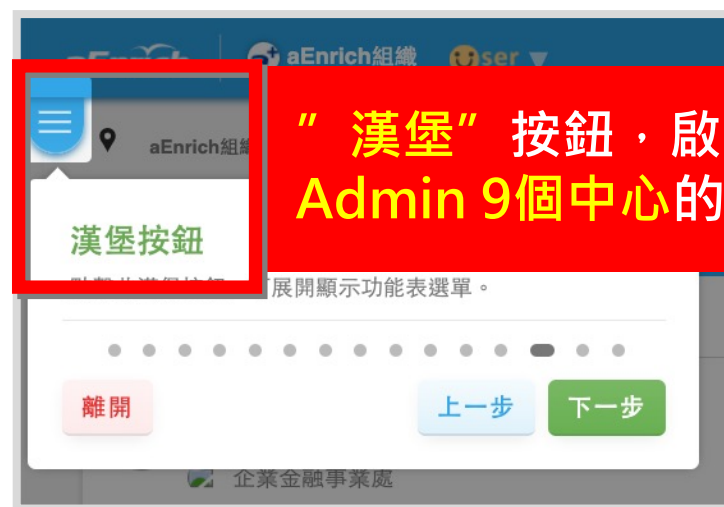 aEnrich組織
User ▼
”漢堡”按鈕，啟
aEnrich組
Admin 9個中心的
漢堡按鈕
展開顯示功能表選單。
離開
上一步
下一步
企業金融事業處